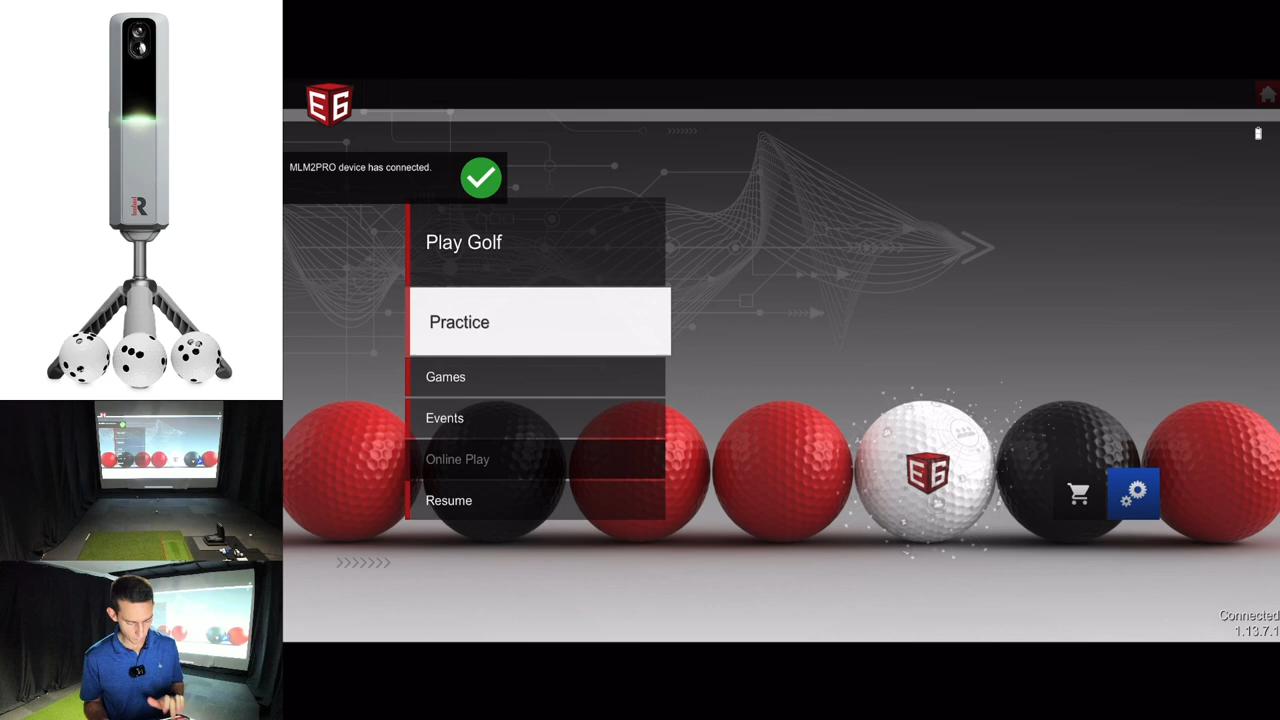 E6
MLM2PRO device has connected.
Play Golf
Practice
Games
Events
Online Play
Resume
E6
Connected
1.13.7.1
R